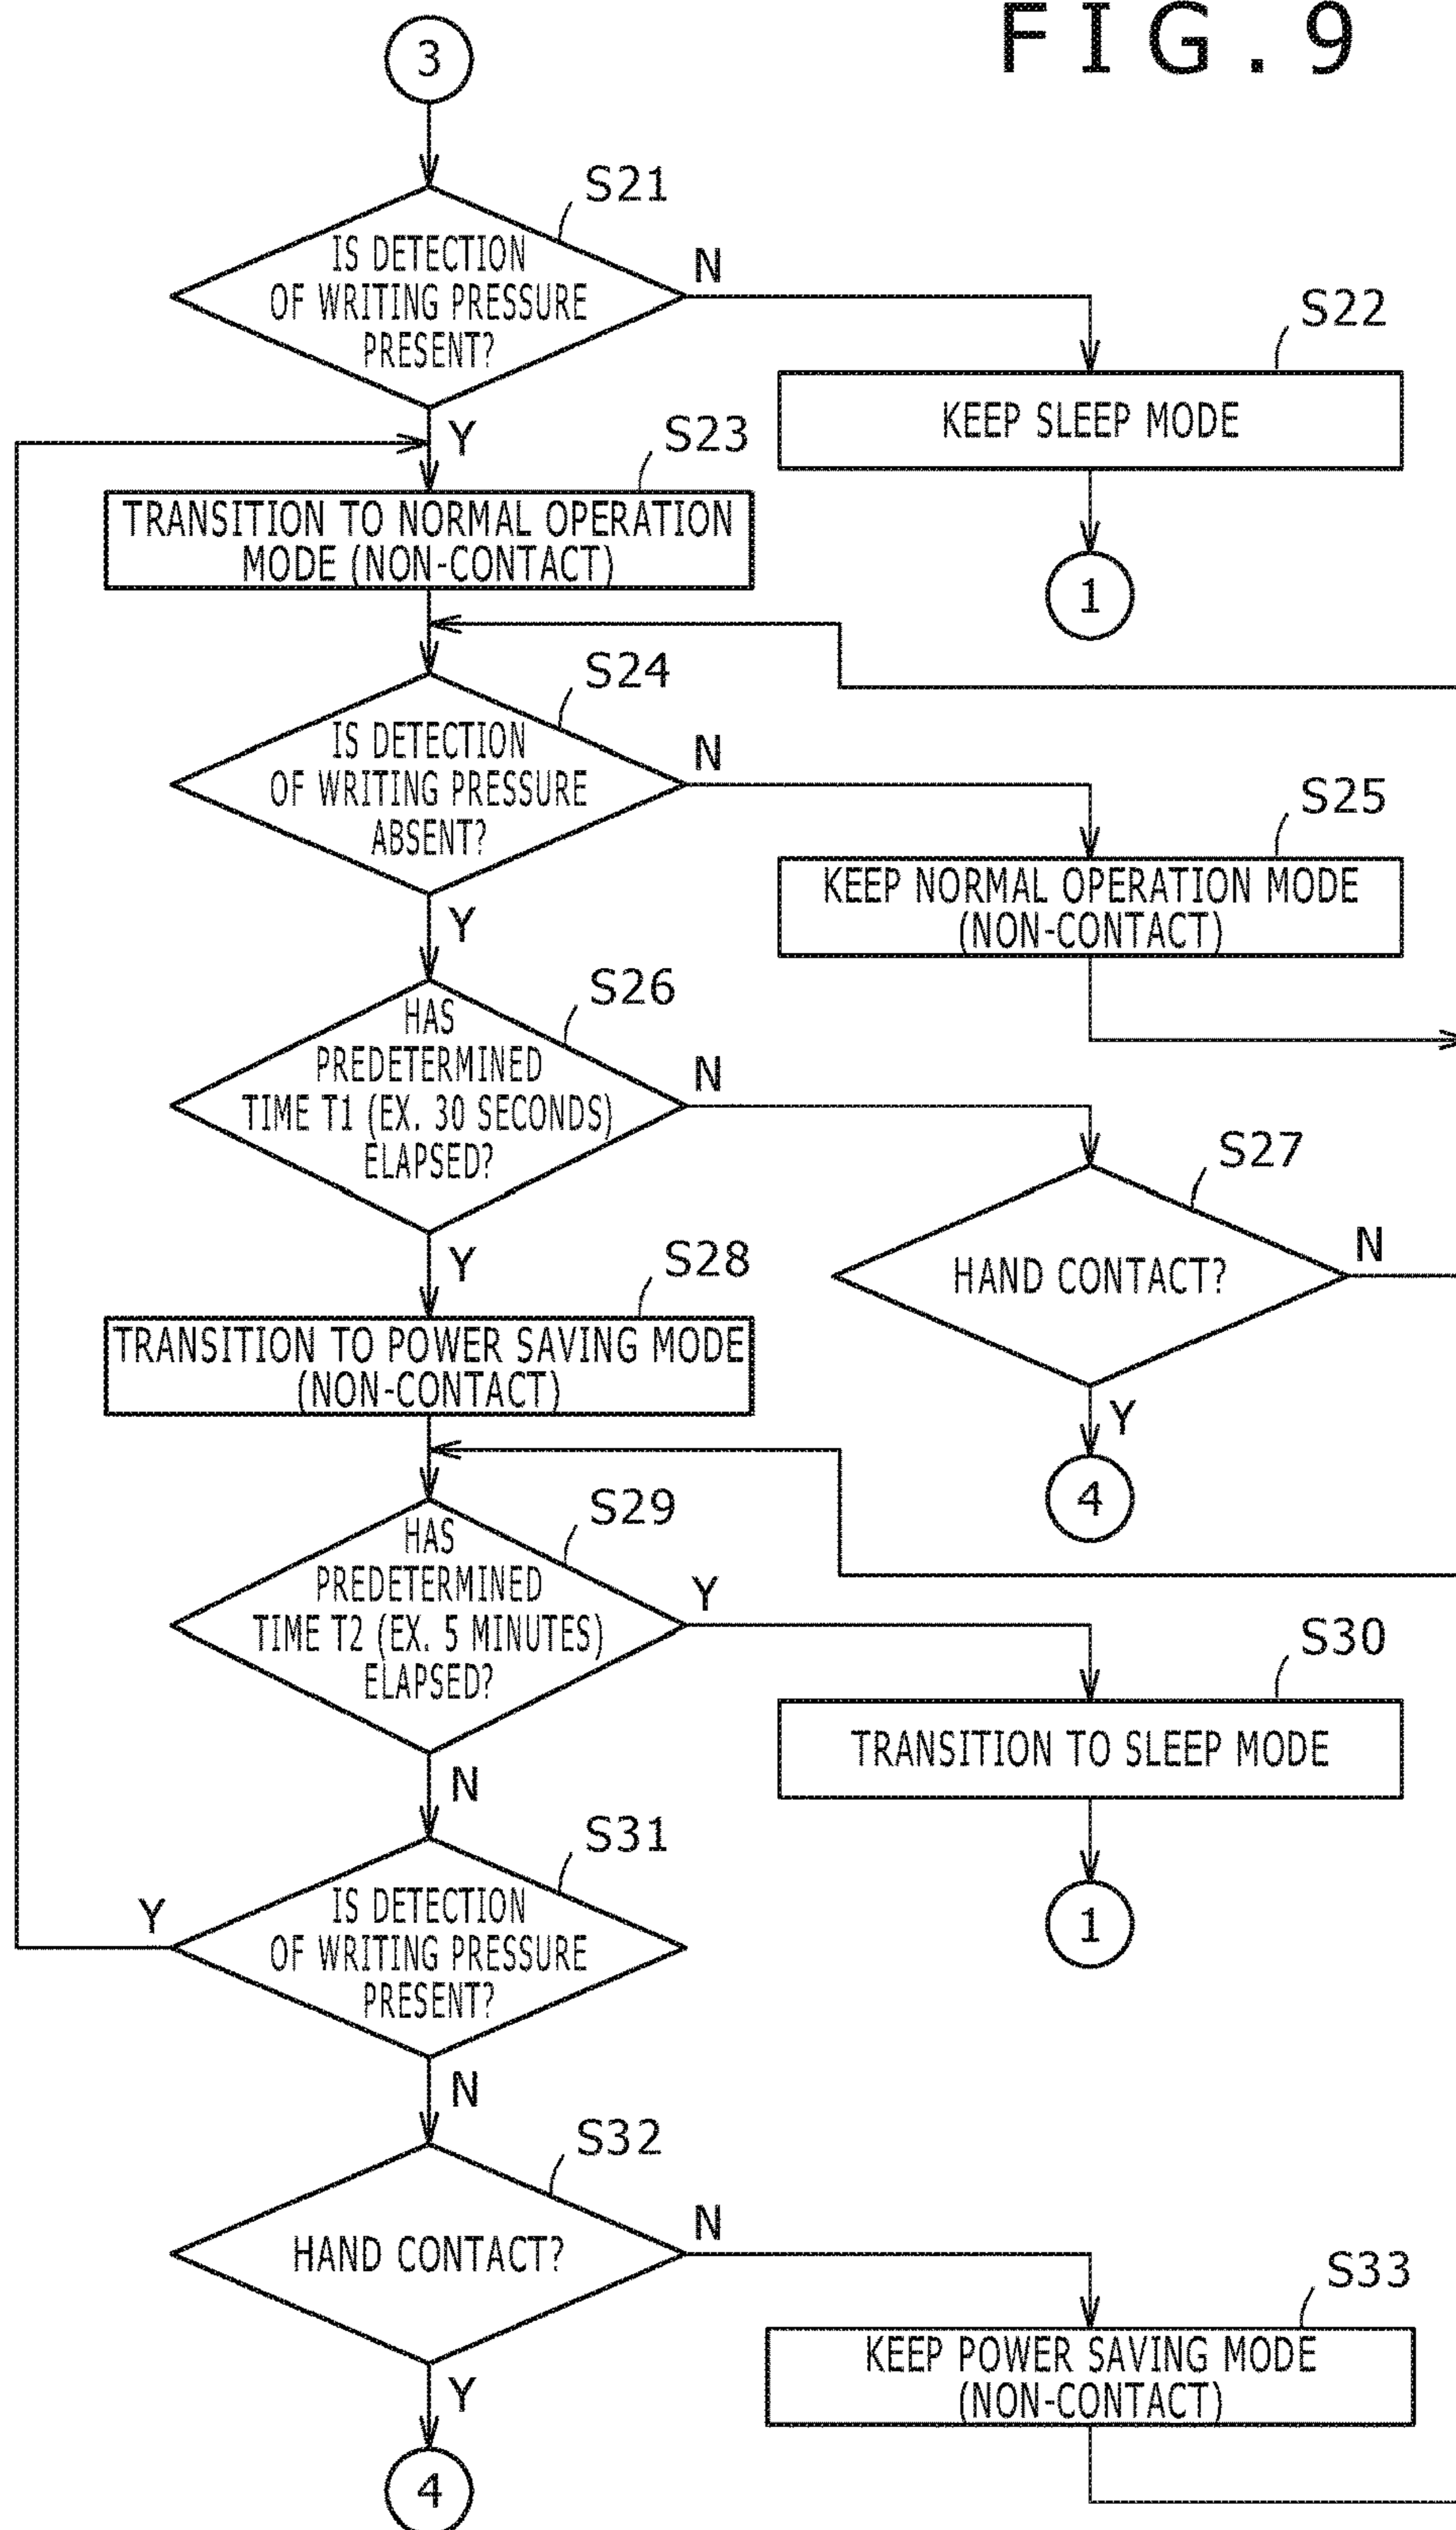 FIG.9
3
S21
IS DETECTION
OF WRITING PRESSURE
PRESENT?
N
S22
KEEP SLEEP MODE
1
Y
S23
TRANSITION TO NORMAL OPERATION
MODE (NON-CONTACT)
S24
IS DETECTION
OF WRITING PRESSURE
ABSENT?
N
S25
KEEP NORMAL OPERATION MODE
(NON-CONTACT)
Y
S26
HAS
PREDETERMINED
TIME T1 (EX. 30 SECONDS)
ELAPSED?
N
S27
HAND CONTACT?
N
Y
4
Y
S28
TRANSITION TO POWER SAVING MODE
(NON-CONTACT)
S29
HAS
PREDETERMINED
TIME T2 (EX. 5 MINUTES)
ELAPSED?
Y
S30
TRANSITION TO SLEEP MODE
1
N
S31
IS DETECTION
OF WRITING PRESSURE
PRESENT?
Y
N
S32
HAND CONTACT?
N
S33
KEEP POWER SAVING MODE
(NON-CONTACT)
Y
4